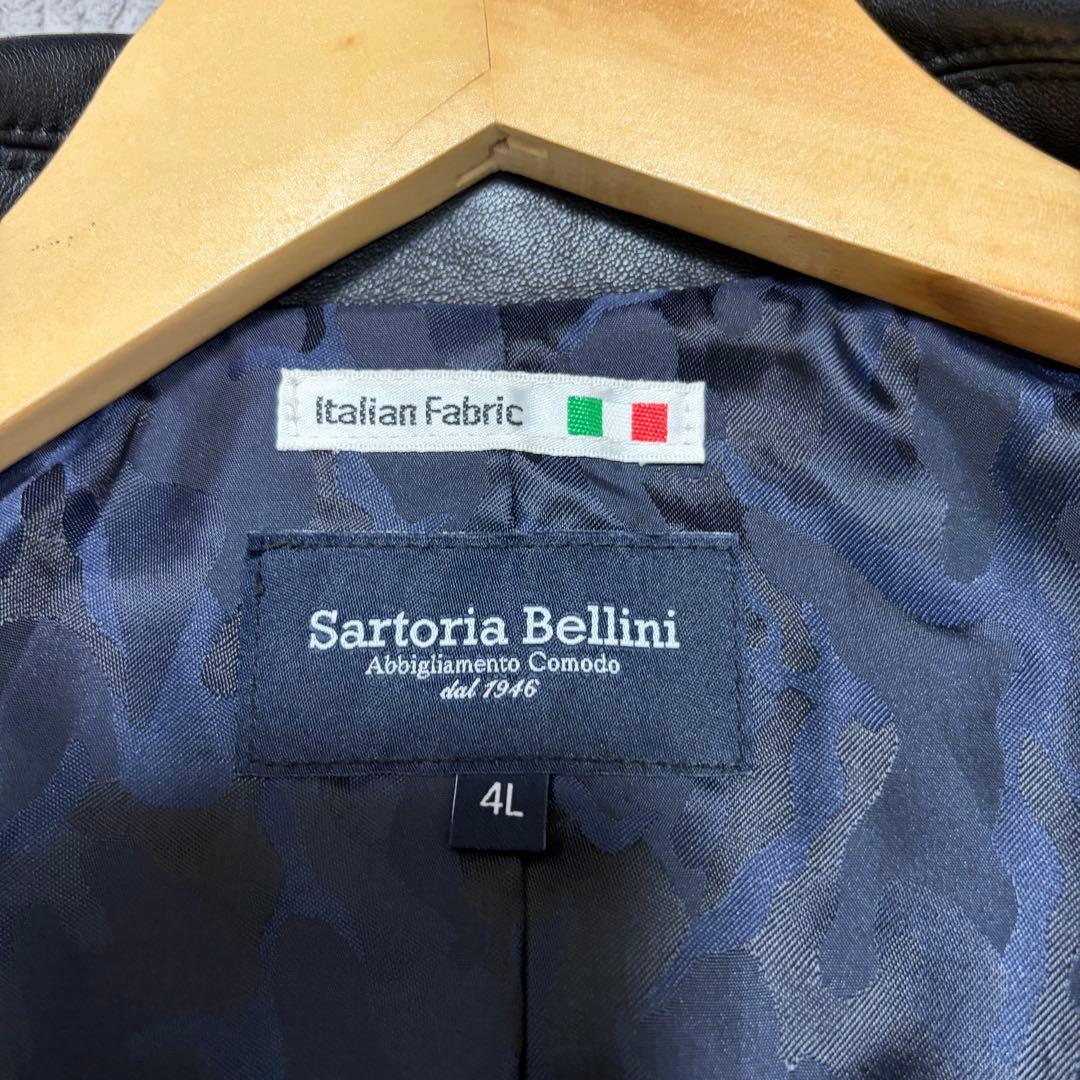 Italian Fabric
Sartoria Bellini
Abbigliamento Comodo
dal 1946
4L